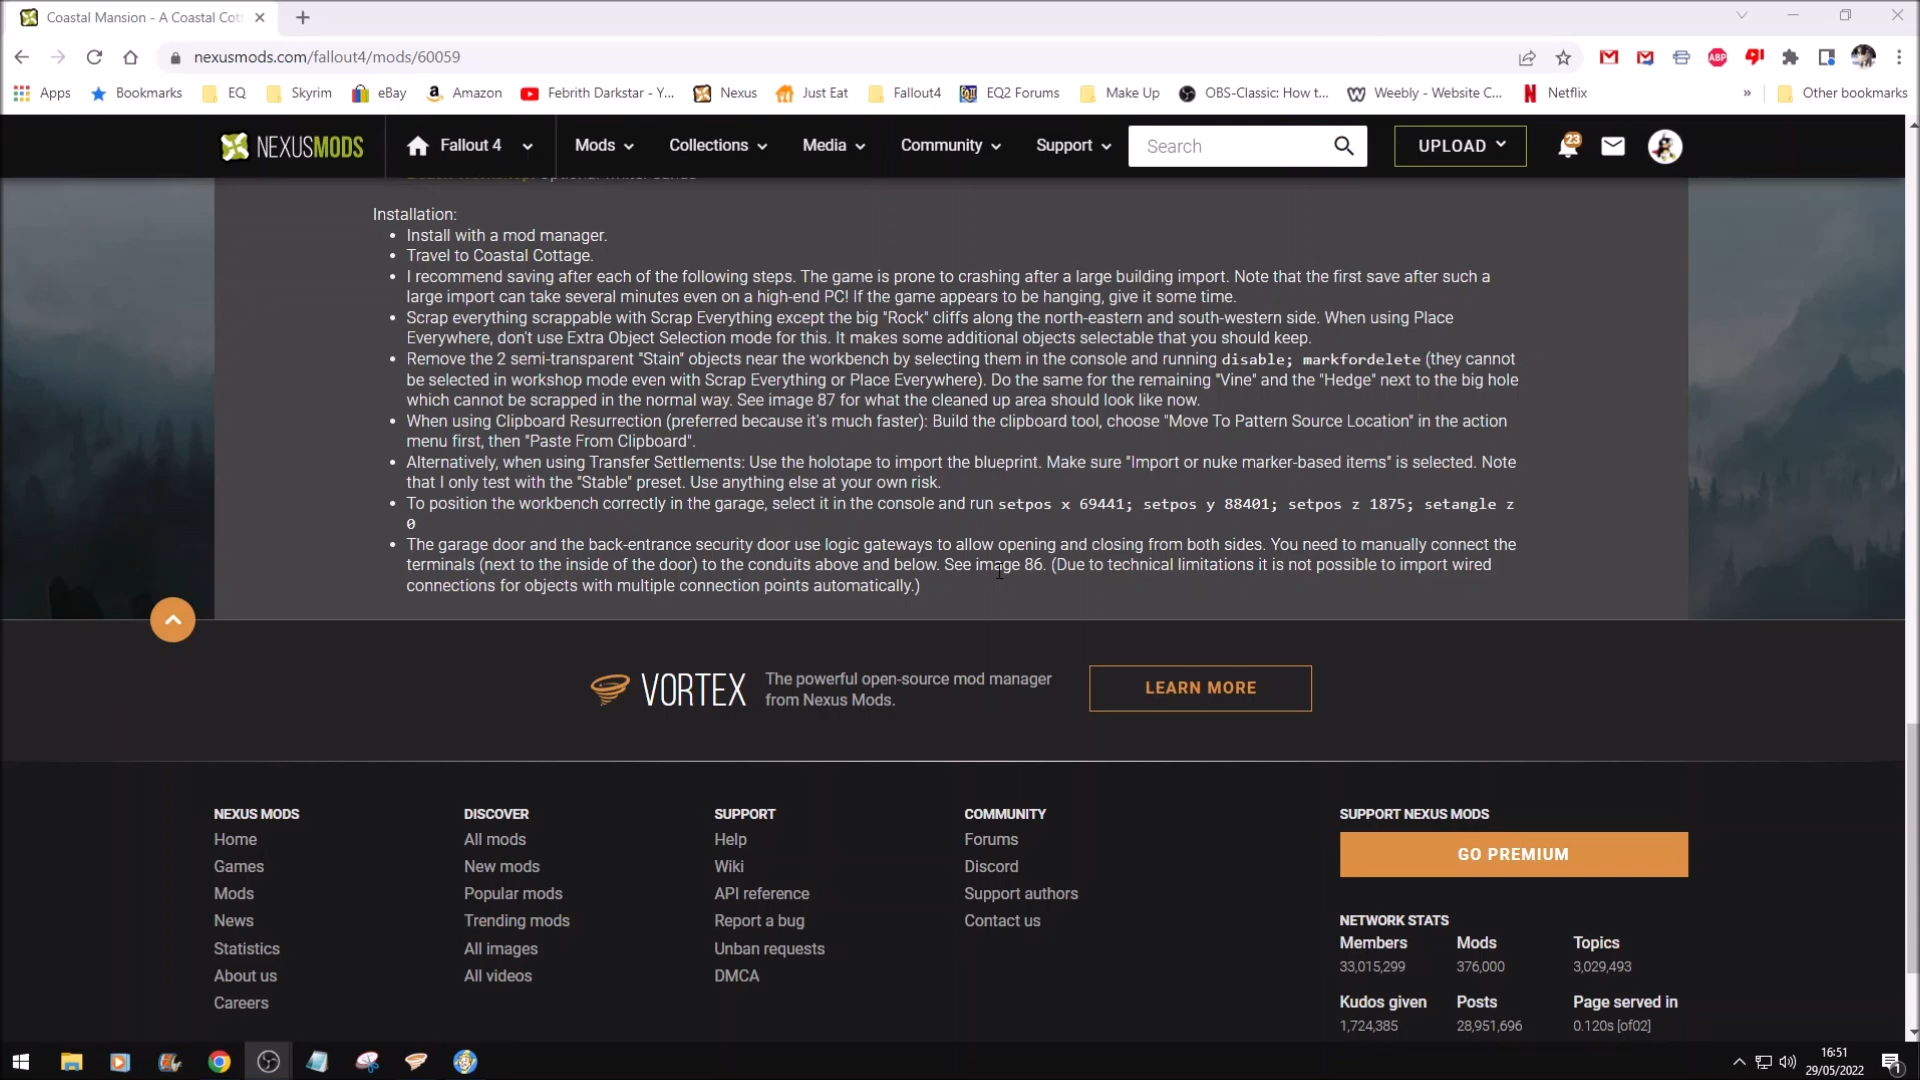 Coastal Mansion - A Coastal Cot
nexusmods.com/fallout4/mods/60059
ABP
Apps
Bookmarks
EQ
Skyrim
eBay
Amazon
Febrith Darkstar - Y...
Nexus
Just Eat
Fallout4
EQ2 Forums
Make Up
OBS-Classic: How t...
Weebly - Website C...
Netflix
»
Other bookmarks
NEXUSMODS
Fallout 4
Mods
Collections
Media
Community
Support
Search
UPLOAD
23
Installation:
• Install with a mod manager.
• Travel to Coastal Cottage.
• I recommend saving after each of the following steps. The game is prone to crashing after a large building import. Note that the first save after such a
large import can take several minutes even on a high-end PC! If the game appears to be hanging, give it some time.
• Scrap everything scrappable with Scrap Everything except the big "Rock" cliffs along the north-eastern and south-western side. When using Place
Everywhere, don't use Extra Object Selection mode for this. It makes some additional objects selectable that you should keep.
• Remove the 2 semi-transparent "Stain" objects near the workbench by selecting them in the console and running disable; markfordelete (they cannot
be selected in workshop mode even with Scrap Everything or Place Everywhere). Do the same for the remaining "Vine" and the "Hedge" next to the big hole
which cannot be scrapped in the normal way. See image 87 for what the cleaned up area should look like now.
• When using Clipboard Resurrection (preferred because it's much faster): Build the clipboard tool, choose "Move To Pattern Source Location" in the action
menu first, then "Paste From Clipboard".
• Alternatively, when using Transfer Settlements: Use the holotape to import the blueprint. Make sure "Import or nuke marker-based items" is selected. Note
that I only test with the "Stable" preset. Use anything else at your own risk.
• To position the workbench correctly in the garage, select it in the console and run setpos x 69441; setpos y 88401; setpos z 1875; setangle z
0
• The garage door and the back-entrance security door use logic gateways to allow opening and closing from both sides. You need to manually connect the
terminals (next to the inside of the door) to the conduits above and below. See image 86. (Due to technical limitations it is not possible to import wired
connections for objects with multiple connection points automatically.)
VORTEX
The powerful open-source mod manager
from Nexus Mods.
LEARN MORE
NEXUS MODS
Home
Games
Mods
News
Statistics
About us
Careers
DISCOVER
All mods
New mods
Popular mods
Trending mods
All images
All videos
SUPPORT
Help
Wiki
API reference
Report a bug
Unban requests
DMCA
COMMUNITY
Forums
Discord
Support authors
Contact us
SUPPORT NEXUS MODS
GO PREMIUM
NETWORK STATS
Members
33,015,299
Mods
376,000
Topics
3,029,493
Kudos given
1,724,385
Posts
28,951,696
Page served in
0.120s [of02]
16:51
29/05/2022
1